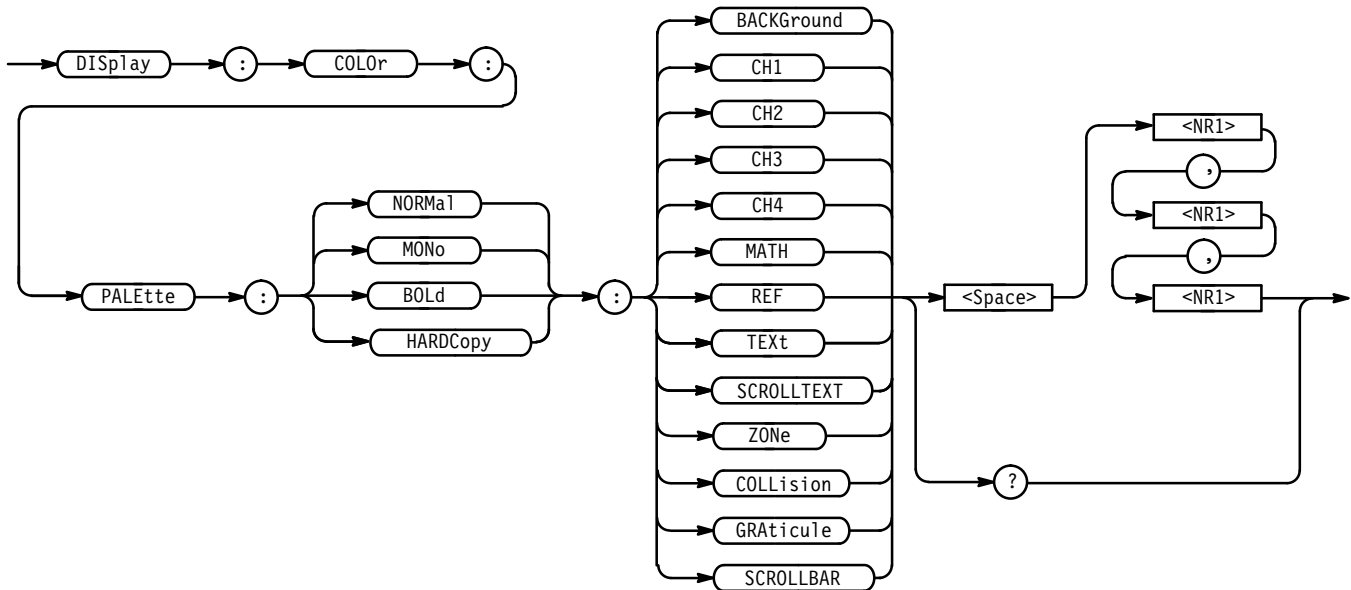 DISplay : COLOr :
PALEtte :
NORMal
MONo
BOLd
HARDCopy
:
BACKGround
CH1
CH2
CH3
CH4
MATH
REF
TEXt
SCROLLTEXT
ZONe
COLLision
GRAticule
SCROLLBAR
<Space>
<NR1>
,
<NR1>
,
<NR1>
?